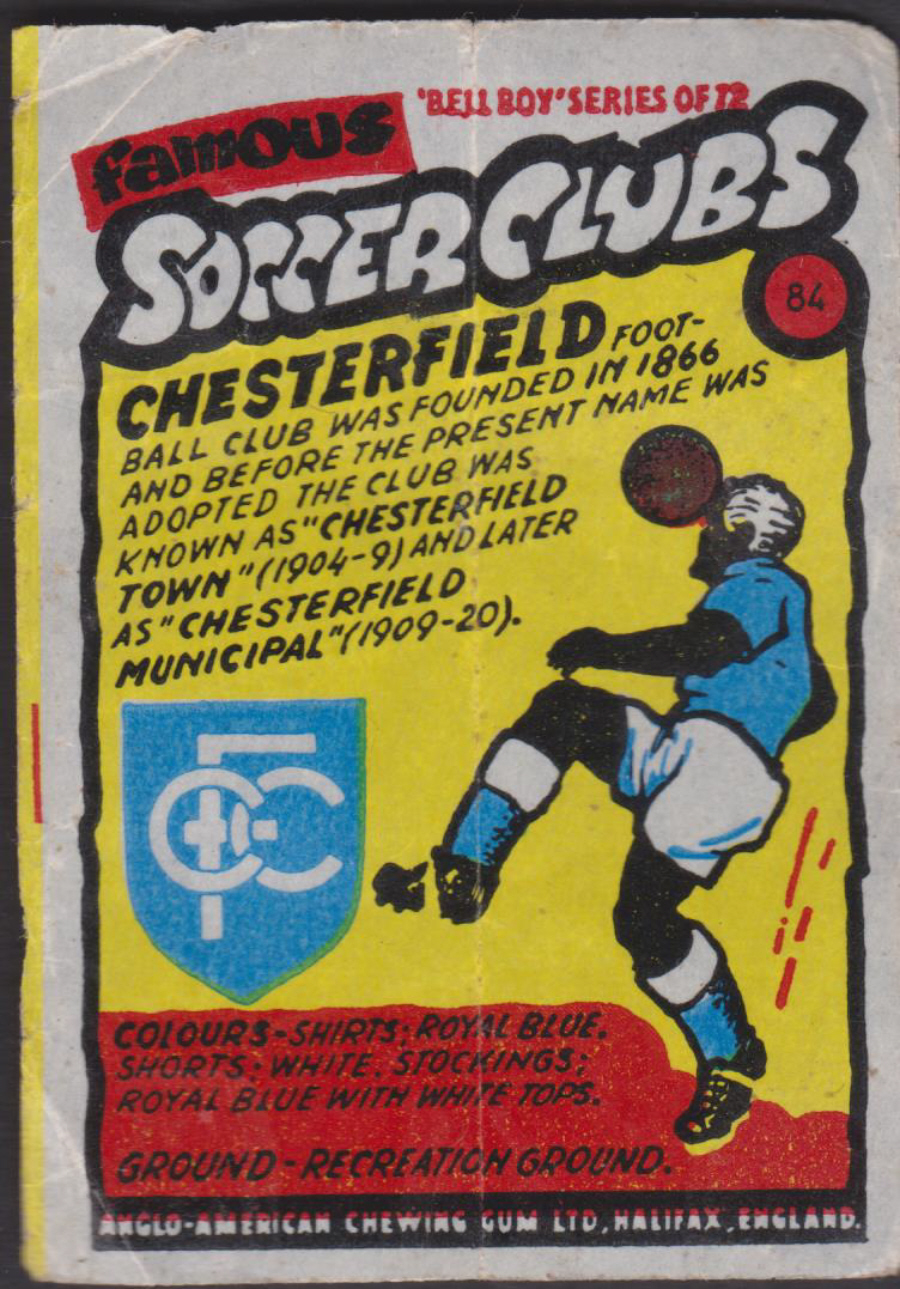 'BELL BOY' SERIES OF 72
famous
SOCCER CLUBS
84
CHESTERFIELD FOOT-
BALL CLUB WAS FOUNDED IN 1866
AND BEFORE THE PRESENT NAME WAS
ADOPTED THE CLUB WAS
KNOWN AS "CHESTERFIELD
TOWN" (1904-9) AND LATER
AS "CHESTERFIELD
MUNICIPAL" (1909-20).
CFC
COLOURS-SHIRTS; ROYAL BLUE.
SHORTS; WHITE. STOCKINGS;
ROYAL BLUE WITH WHITE TOPS.
GROUND-RECREATION GROUND.
ANGLO-AMERICAN CHEWING GUM LTD, HALIFAX, ENGLAND.